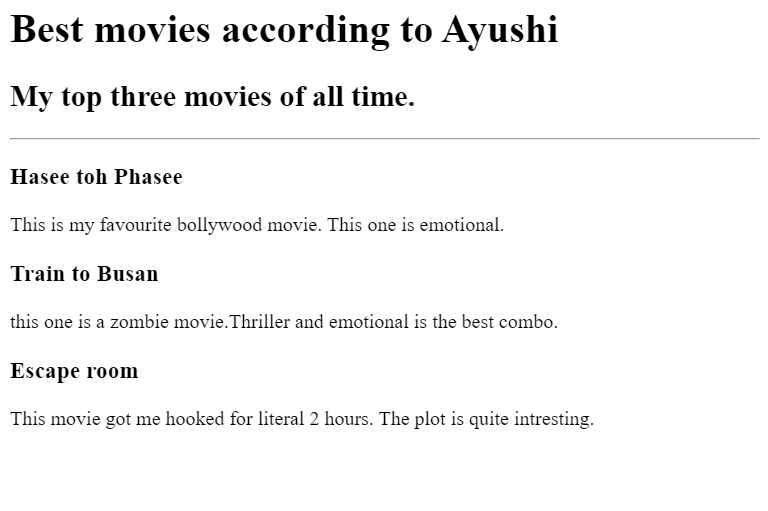 Best movies according to Ayushi
My top three movies of all time.
Hasee toh Phasee
This is my favourite bollywood movie. This one is emotional.
Train to Busan
this one is a zombie movie.Thriller and emotional is the best combo.
Escape room
This movie got me hooked for literal 2 hours. The plot is quite intresting.